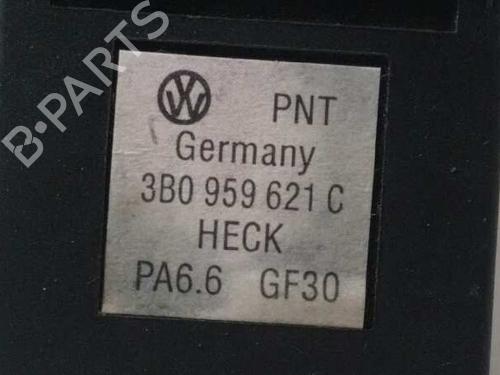 PNT
Germany
3B0 959 621 C
HECK
PA6.6 GF30
B-PARTS